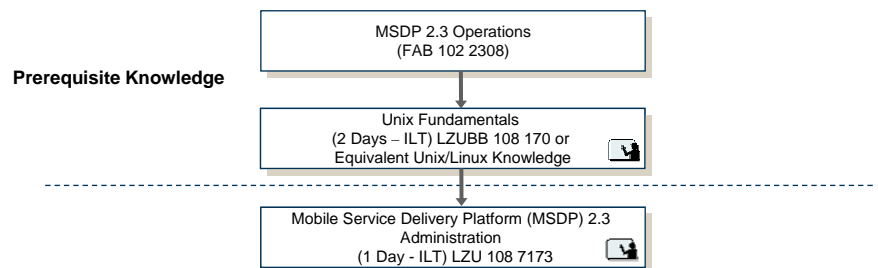 MSDP 2.3 Operations
(FAB 102 2308)
Prerequisite Knowledge
Unix Fundamentals
(2 Days – ILT) LZUBB 108 170 or
Equivalent Unix/Linux Knowledge
Mobile Service Delivery Platform (MSDP) 2.3
Administration
(1 Day - ILT) LZU 108 7173